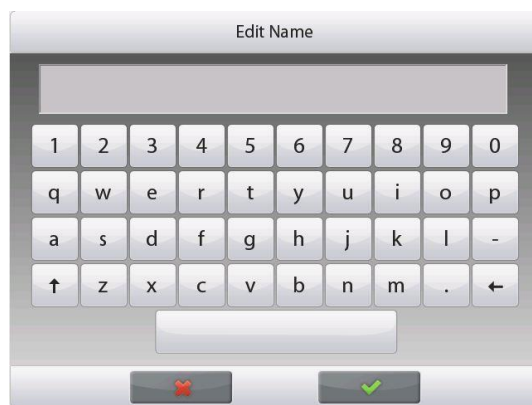 Edit Name
1 2 3 4 5 6 7 8 9 0
q w e r t y u i o p
a s d f g h j k l -
↑ z x c v b n m . ←